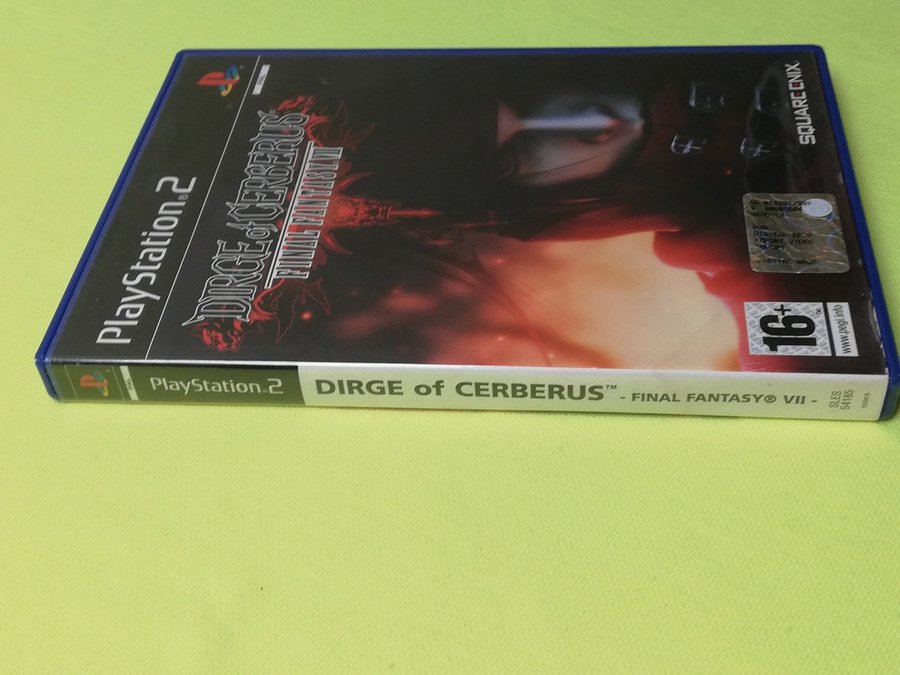 PlayStation®2
DIRGE of CERBERUS
FINAL FANTASY VII
SQUARE ENIX
16+
www.pegi.info
PlayStation®2
DIRGE of CERBERUS™ - FINAL FANTASY® VII -
SLES
54185